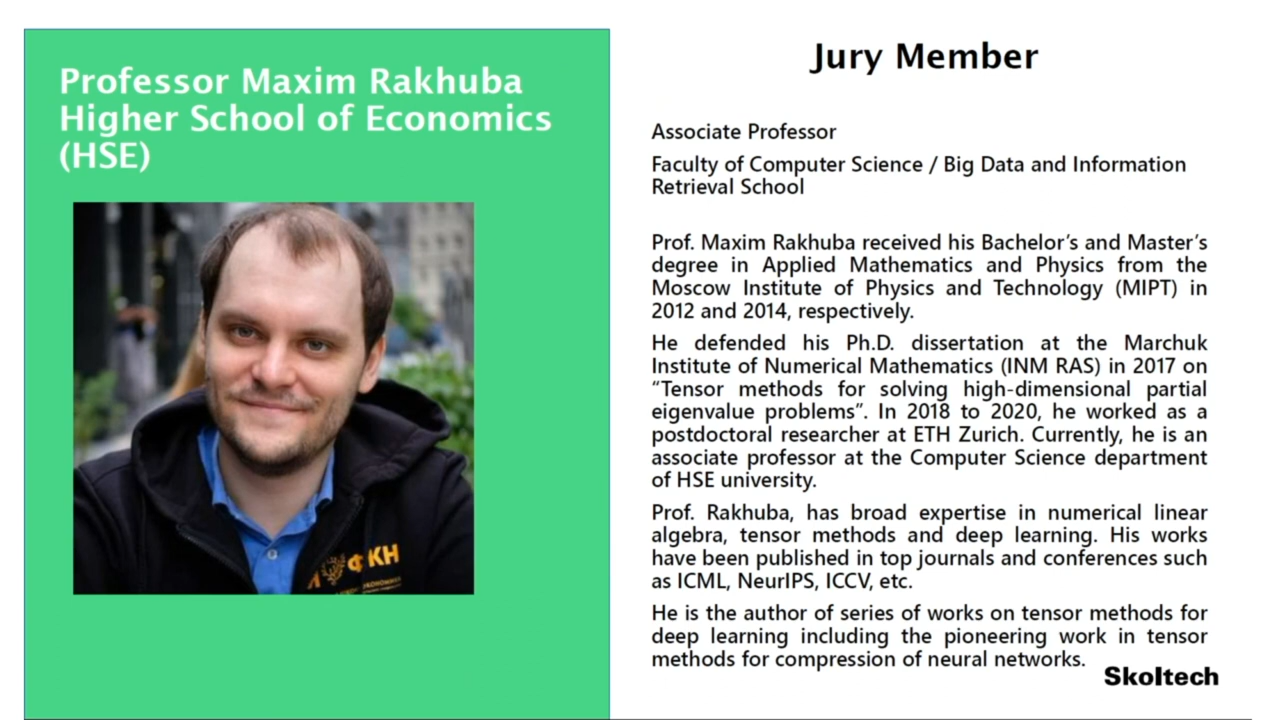 Professor Maxim Rakhuba
Higher School of Economics
(HSE)
Jury Member
Associate Professor
Faculty of Computer Science / Big Data and Information
Retrieval School
Prof. Maxim Rakhuba received his Bachelor's and Master's
degree in Applied Mathematics and Physics from the
Moscow Institute of Physics and Technology (MIPT) in
2012 and 2014, respectively.
He defended his Ph.D. dissertation at the Marchuk
Institute of Numerical Mathematics (INM RAS) in 2017 on
“Tensor methods for solving high-dimensional partial
eigenvalue problems”. In 2018 to 2020, he worked as a
postdoctoral researcher at ETH Zurich. Currently, he is an
associate professor at the Computer Science department
of HSE university.
Prof. Rakhuba, has broad expertise in numerical linear
algebra, tensor methods and deep learning. His works
have been published in top journals and conferences such
as ICML, NeurIPS, ICCV, etc.
He is the author of series of works on tensor methods for
deep learning including the pioneering work in tensor
methods for compression of neural networks.
Skoltech
ФКН